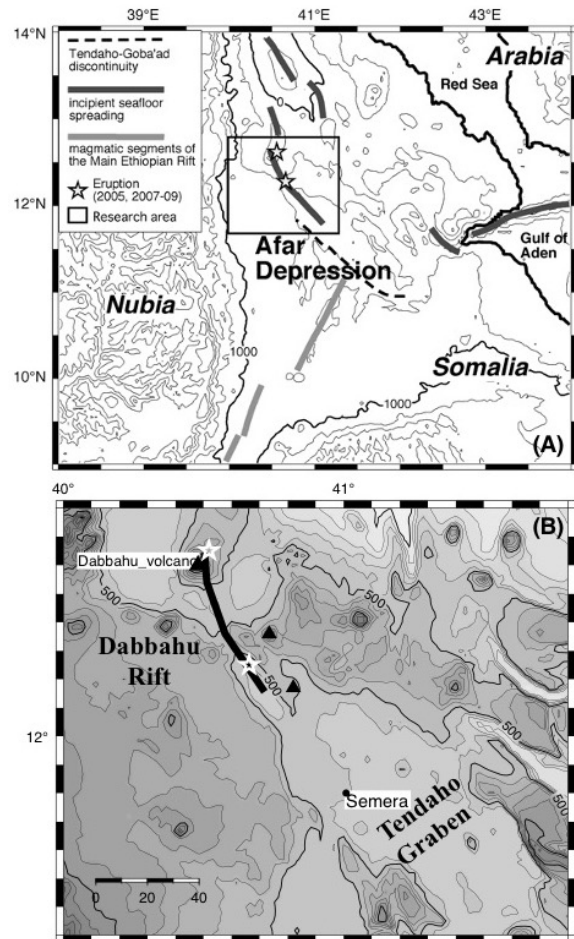 14°N
12°N
10°N
39°E
41°E
43°E
Tendaho-Goba'ad
discontinuity
incipient seafloor
spreading
magmatic segments of
the Main Ethiopian Rift
Eruption
(2005, 2007-09)
Research area
Arabia
Red Sea
Gulf of
Aden
Afar
Depression
Nubia
1000
Somalia
1000
(A)
40°
41°
(B)
Dabbahu_volcano
500
500
Dabbahu
Rift
500
12°
500
500
Semera
Tendaho
Graben
0 20 40